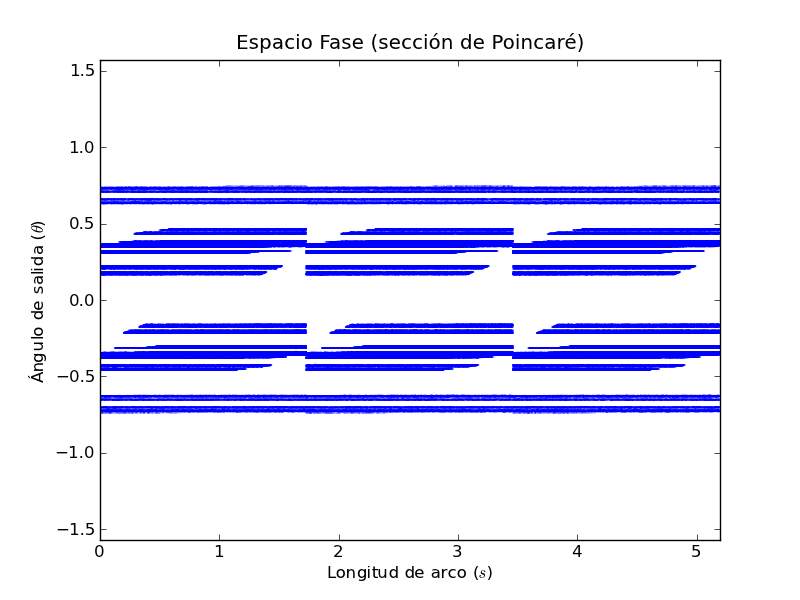 Espacio Fase (sección de Poincaré)
1.5
1.0
0.5
0.0
−0.5
−1.0
−1.5
Ángulo de salida (θ)
0 1 2 3 4 5
Longitud de arco (s)